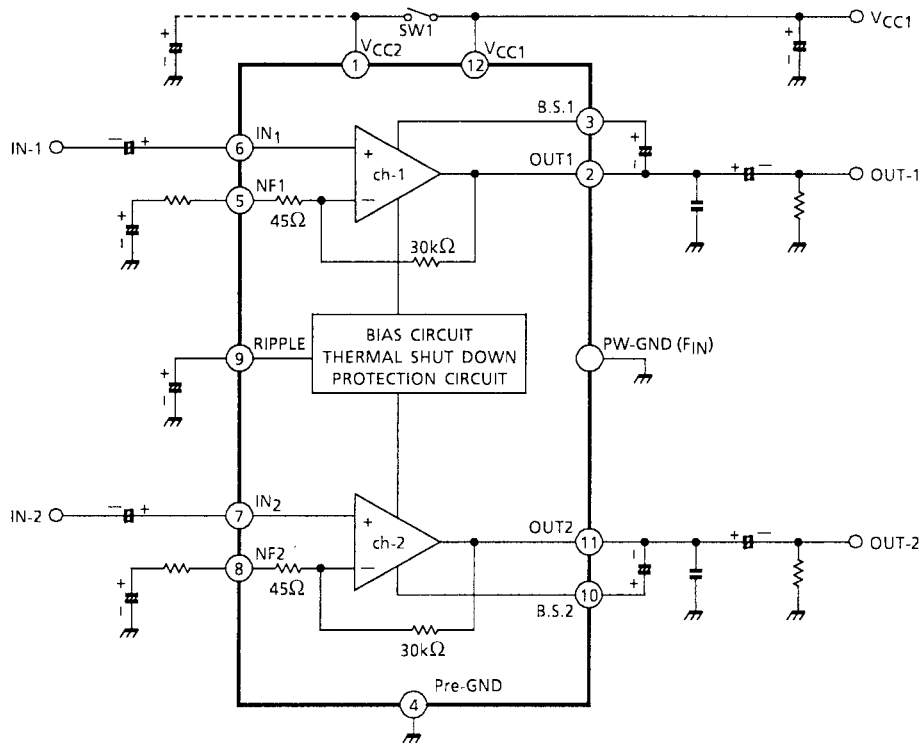 VCC1
SW1
VCC2
VCC1
1
12
B.S.1
3
IN-1
IN1
6
+
ch-1
−
OUT1
2
OUT-1
NF1
5
45Ω
30kΩ
RIPPLE
9
BIAS CIRCUIT
THERMAL SHUT DOWN
PROTECTION CIRCUIT
PW-GND (FIN)
IN-2
IN2
7
+
ch-2
−
OUT2
11
OUT-2
NF2
8
45Ω
10
B.S.2
30kΩ
Pre-GND
4